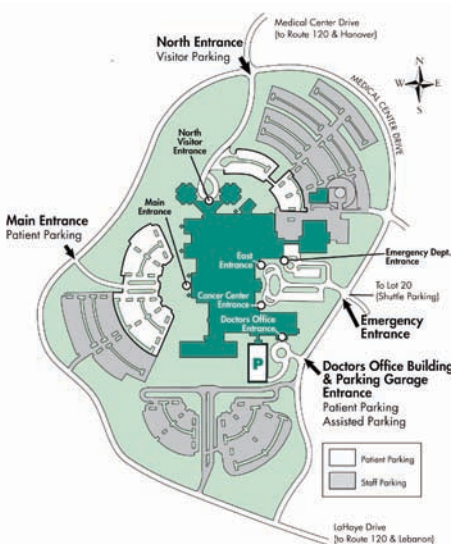 Medical Center Drive
(to Route 120 & Hanover)
North Entrance
Visitor Parking
N
W
E
S
MEDICAL CENTER DRIVE
North
Visitor
Entrance
Main
Entrance
Main Entrance
Patient Parking
East
Entrance
Emergency Dept.
Entrance
To Lot 20
(Shuttle Parking)
Cancer Center
Entrance
Emergency
Entrance
Doctors Office
Entrance
P
Doctors Office Building
& Parking Garage
Entrance
Patient Parking
Assisted Parking
Patient Parking
Staff Parking
LaHaye Drive
(to Route 120 & Lebanon)